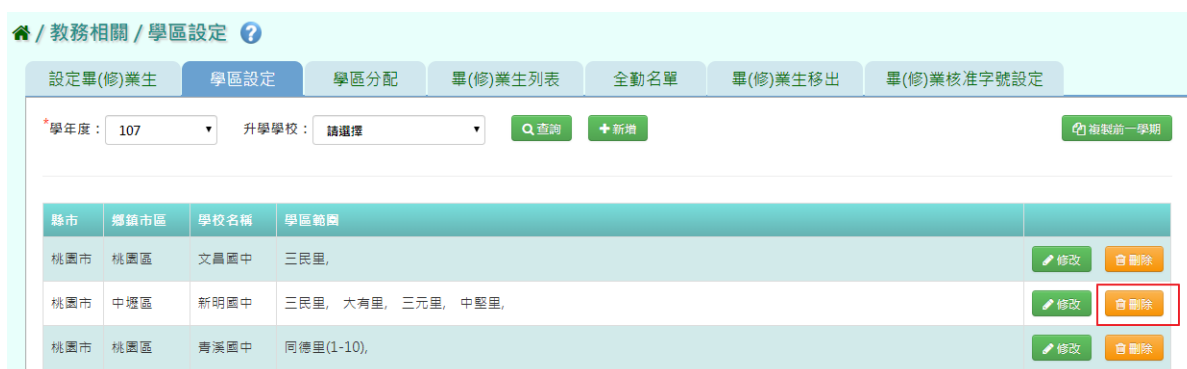 / 教務相關 / 學區設定 ?
設定畢(修)業生 學區設定 學區分配 畢(修)業生列表 全勤名單 畢(修)業生移出 畢(修)業核准字號設定
*學年度： 107 升學學校： 請選擇 查詢 新增 複製前一學期
縣市 鄉鎮市區 學校名稱 學區範圍
桃園市 桃園區 文昌國中 三民里, 修改 刪除
桃園市 中壢區 新明國中 三民里, 大有里, 三元里, 中堅里, 修改 刪除
桃園市 桃園區 青溪國中 同德里(1-10), 修改 刪除